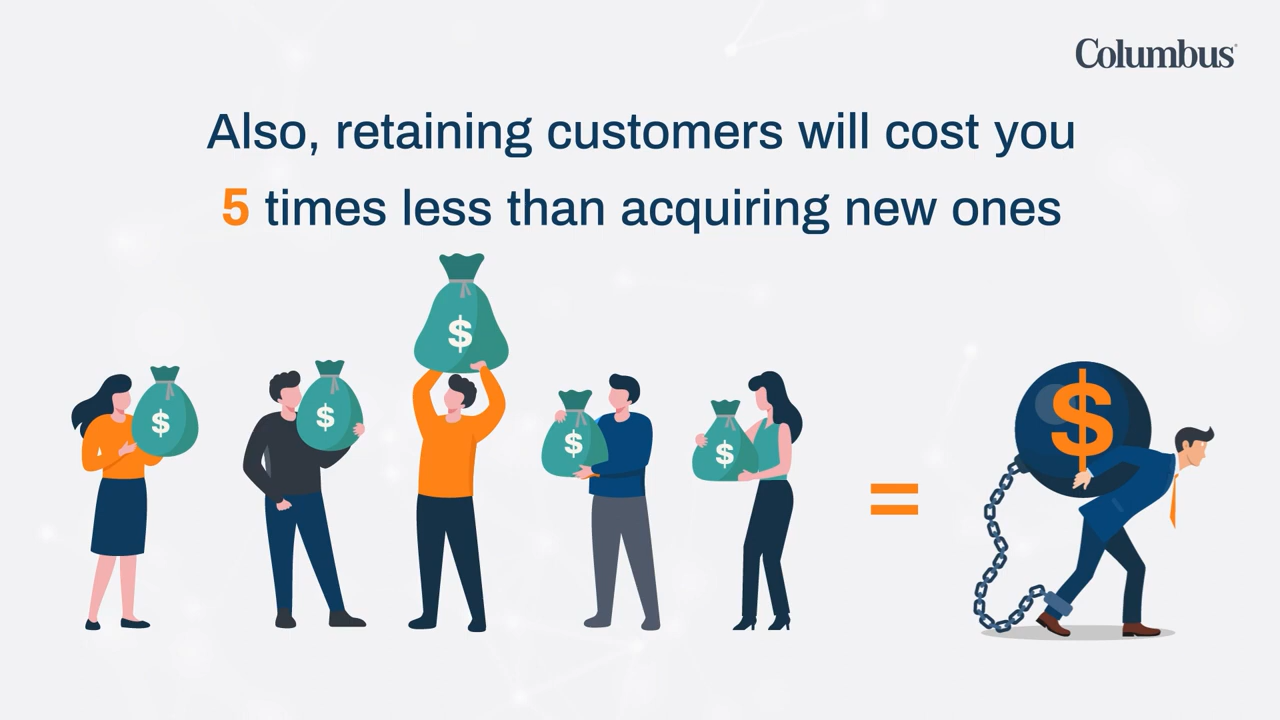 Columbus
Also, retaining customers will cost you
5 times less than acquiring new ones
$
$
$
$
$
=
$